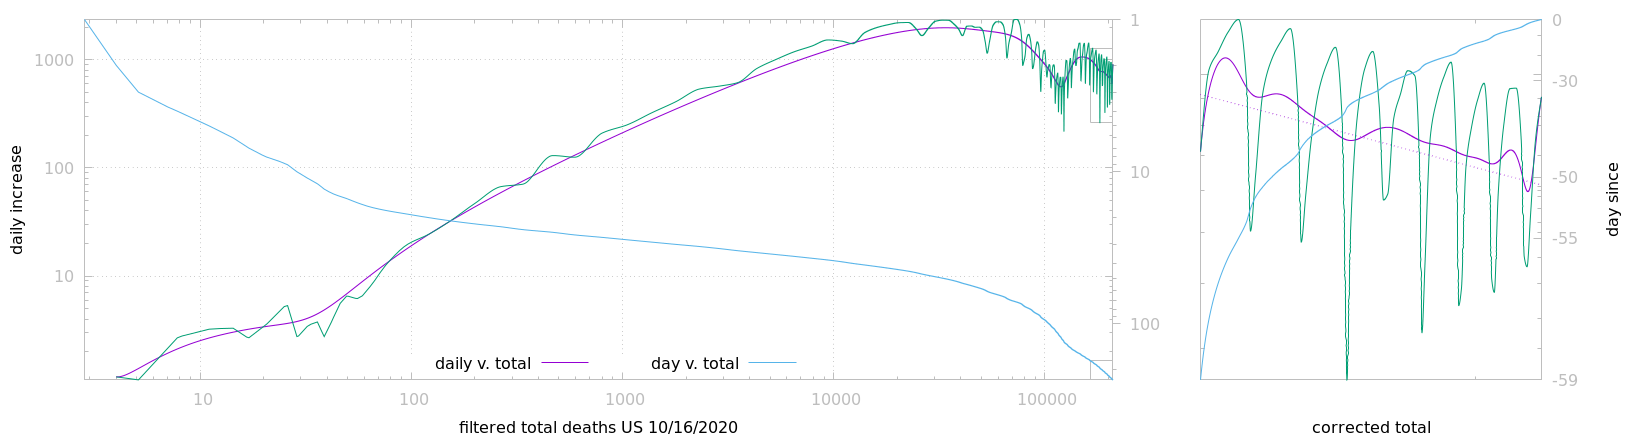 1
0
1000
-30
daily increase
100
10
-50
day since
-55
10
100
daily v. total
day v. total
-59
10
100
1000
10000
100000
filtered total deaths US 10/16/2020
corrected total